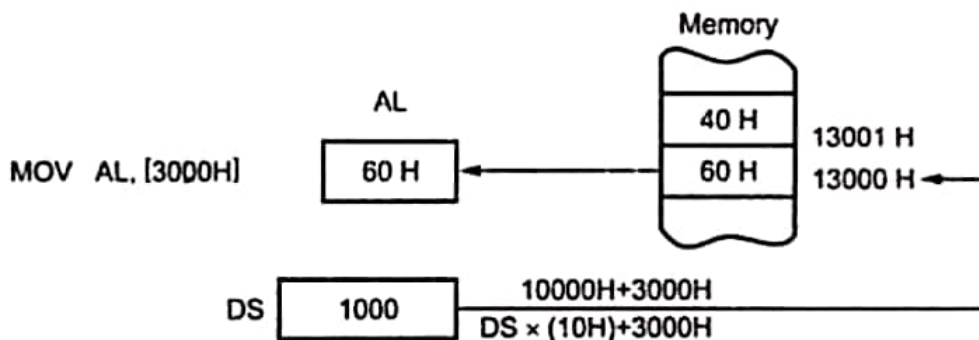 Memory
AL
40 H
13001 H
MOV AL, [3000H]
60 H
60 H
13000 H
DS
1000
10000H+3000H
DS × (10H)+3000H